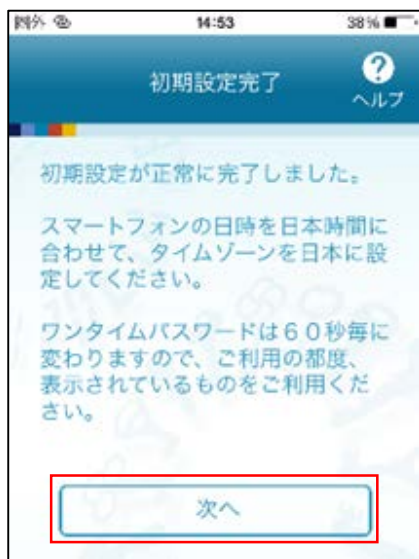 圏外 14:53 38%
初期設定完了
?
ヘルプ
初期設定が正常に完了しました。
スマートフォンの日時を日本時間に
合わせて、タイムゾーンを日本に設
定してください。
ワンタイムパスワードは60秒毎に
変わりますので、ご利用の都度、
表示されているものをご利用くだ
さい。
次へ